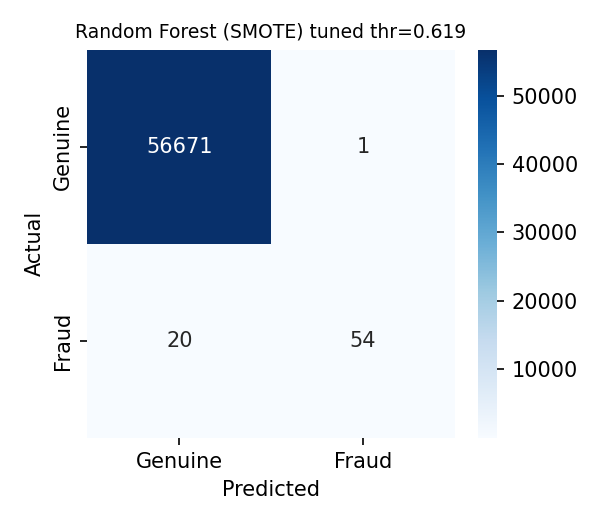 Random Forest (SMOTE) tuned thr=0.619
Actual
Genuine
Fraud
56671
1
20
54
Genuine
Fraud
Predicted
50000
40000
30000
20000
10000